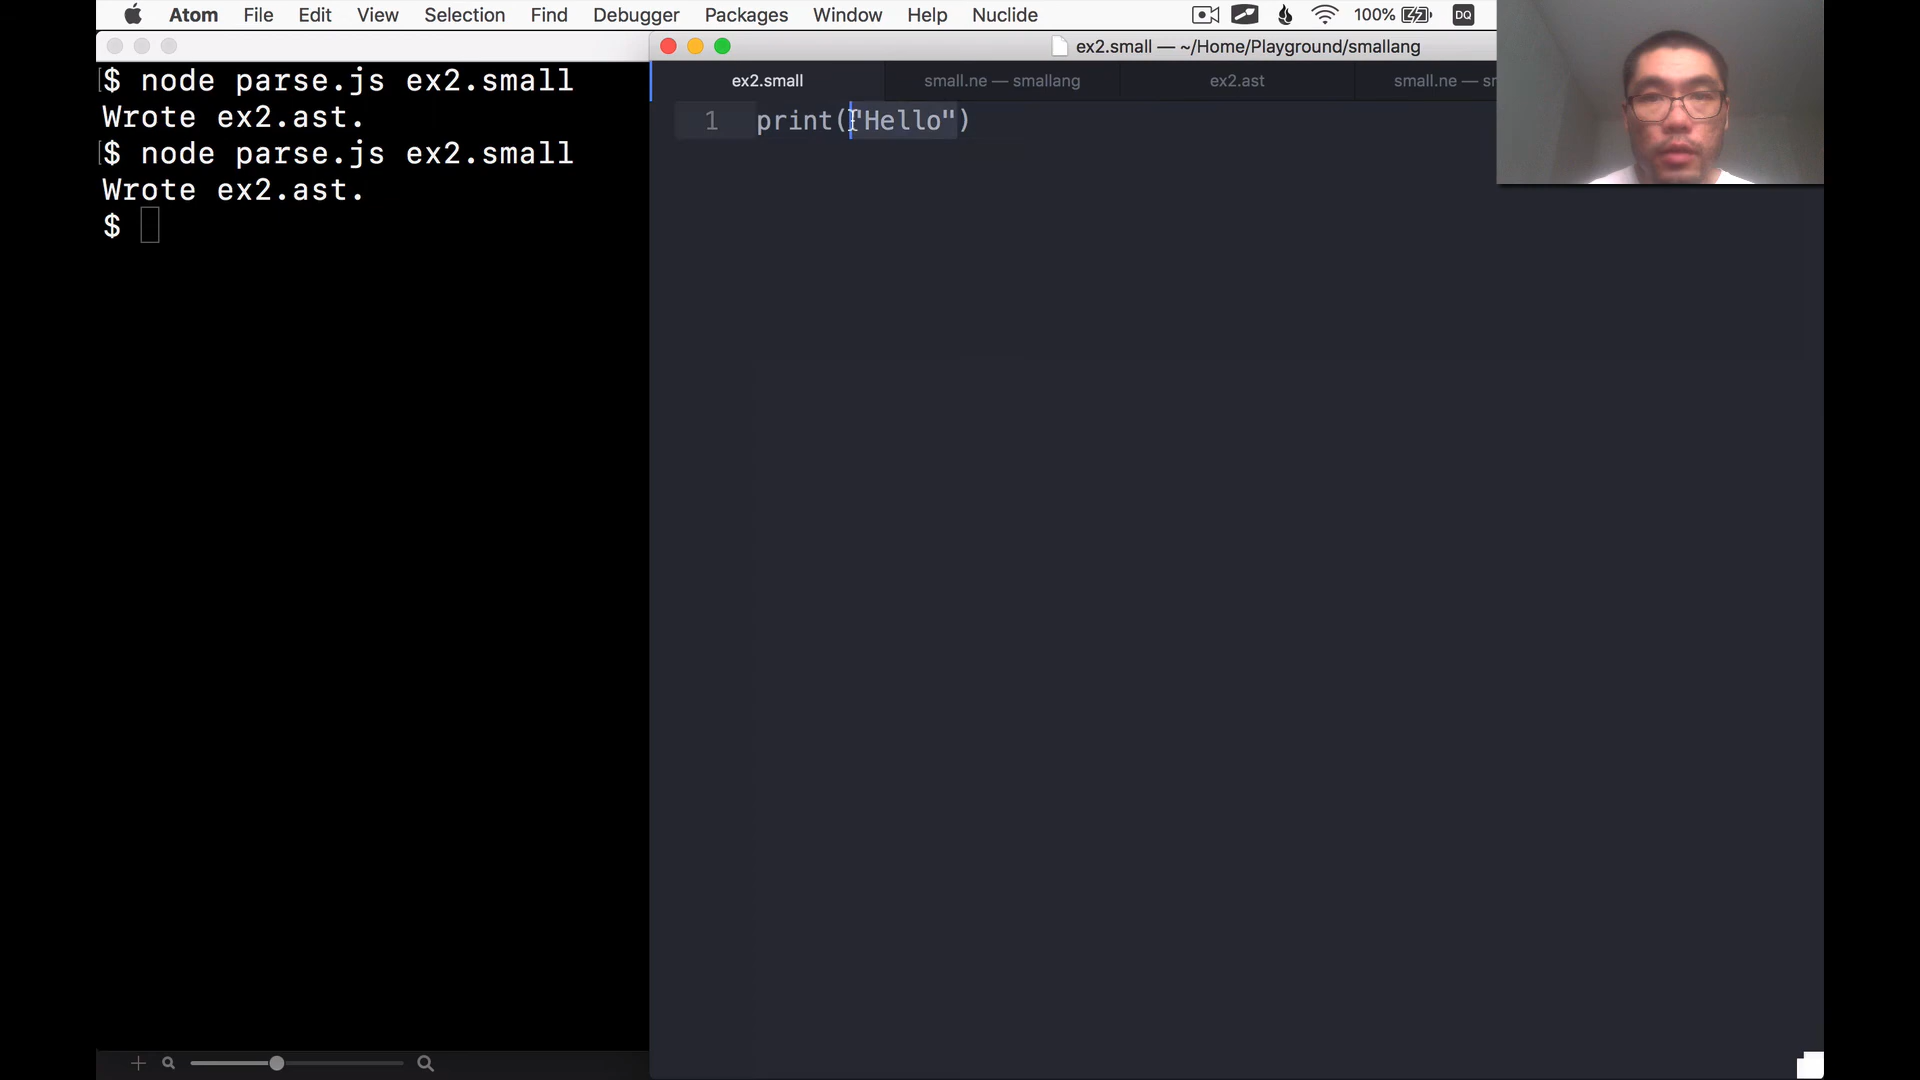 Atom File Edit View Selection Find Debugger Packages Window Help Nuclide 100% DQ
ex2.small — ~/Home/Playground/smallang
$ node parse.js ex2.small
Wrote ex2.ast.
$ node parse.js ex2.small
Wrote ex2.ast.
$
ex2.small small.ne — smallang ex2.ast small.ne — sm
1 print("Hello")